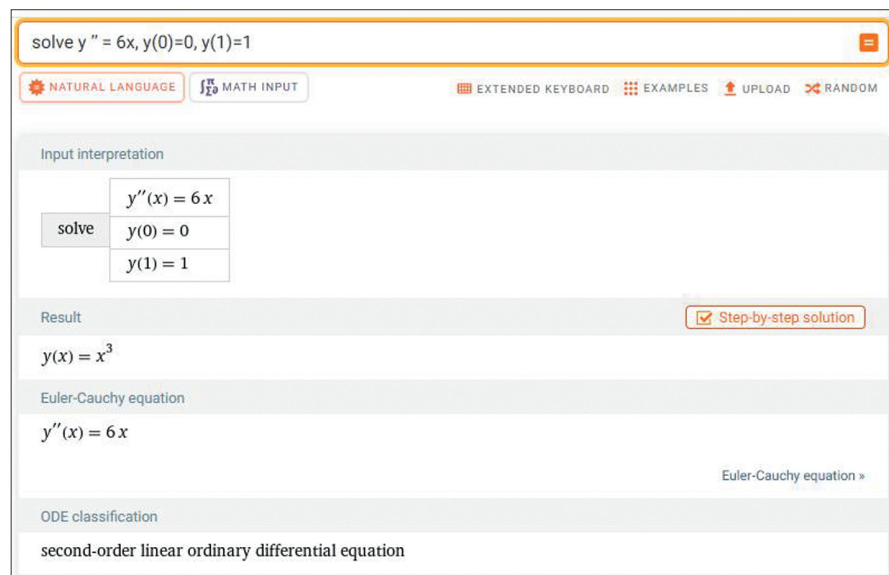 solve y '' = 6x, y(0)=0, y(1)=1
NATURAL LANGUAGE ∫Σ∂π MATH INPUT EXTENDED KEYBOARD EXAMPLES UPLOAD RANDOM
Input interpretation
y''(x) = 6 x
solve y(0) = 0
y(1) = 1
Result Step-by-step solution
y(x) = x³
Euler-Cauchy equation
y''(x) = 6 x
Euler-Cauchy equation »
ODE classification
second-order linear ordinary differential equation